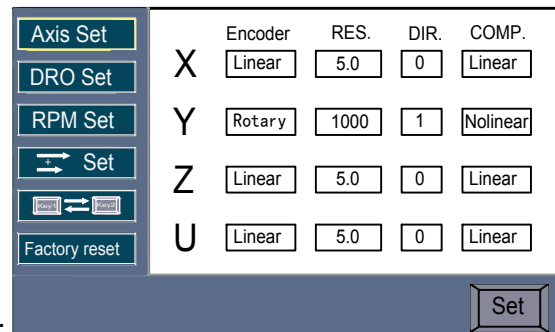 Axis Set
DRO Set
RPM Set
+ Set
Key1 Key2
Factory reset
Encoder RES. DIR. COMP.
X Linear 5.0 0 Linear
Y Rotary 1000 1 Nolinear
Z Linear 5.0 0 Linear
U Linear 5.0 0 Linear
Set
.